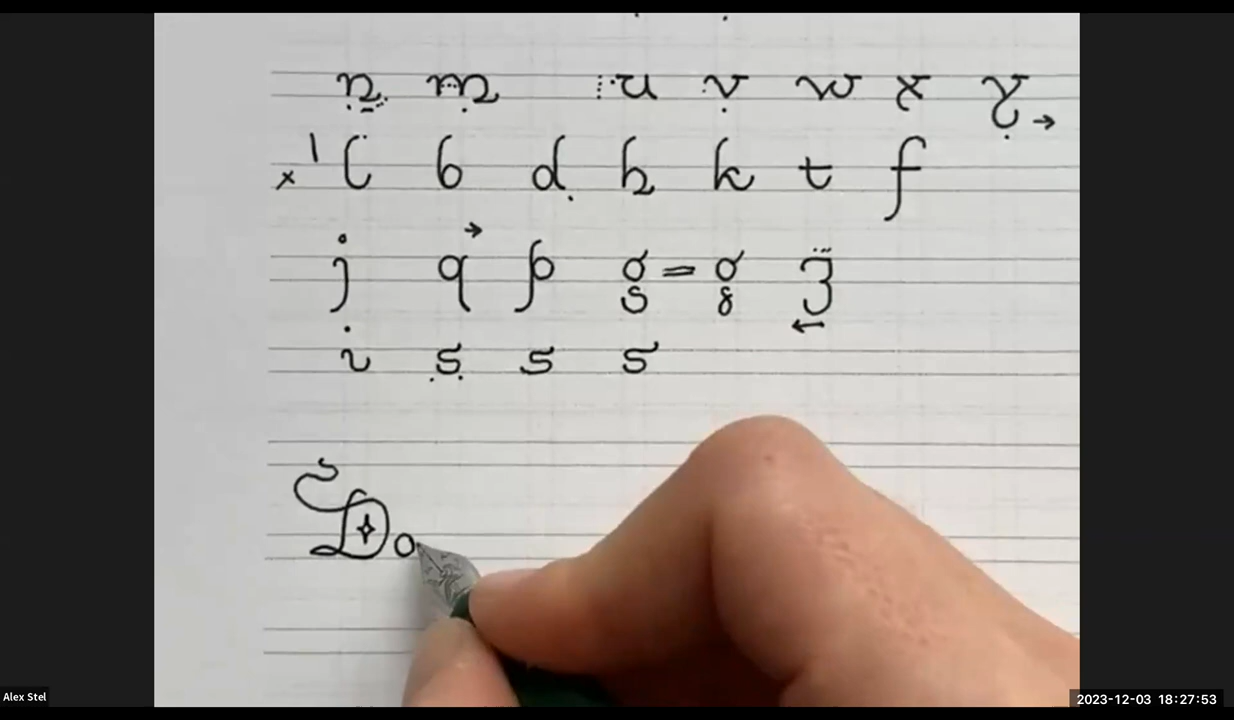 n m u v w x y
x l b d h k t f
j q p g = g z
r s s s
Do
Alex Stel
2023-12-03 18:27:53